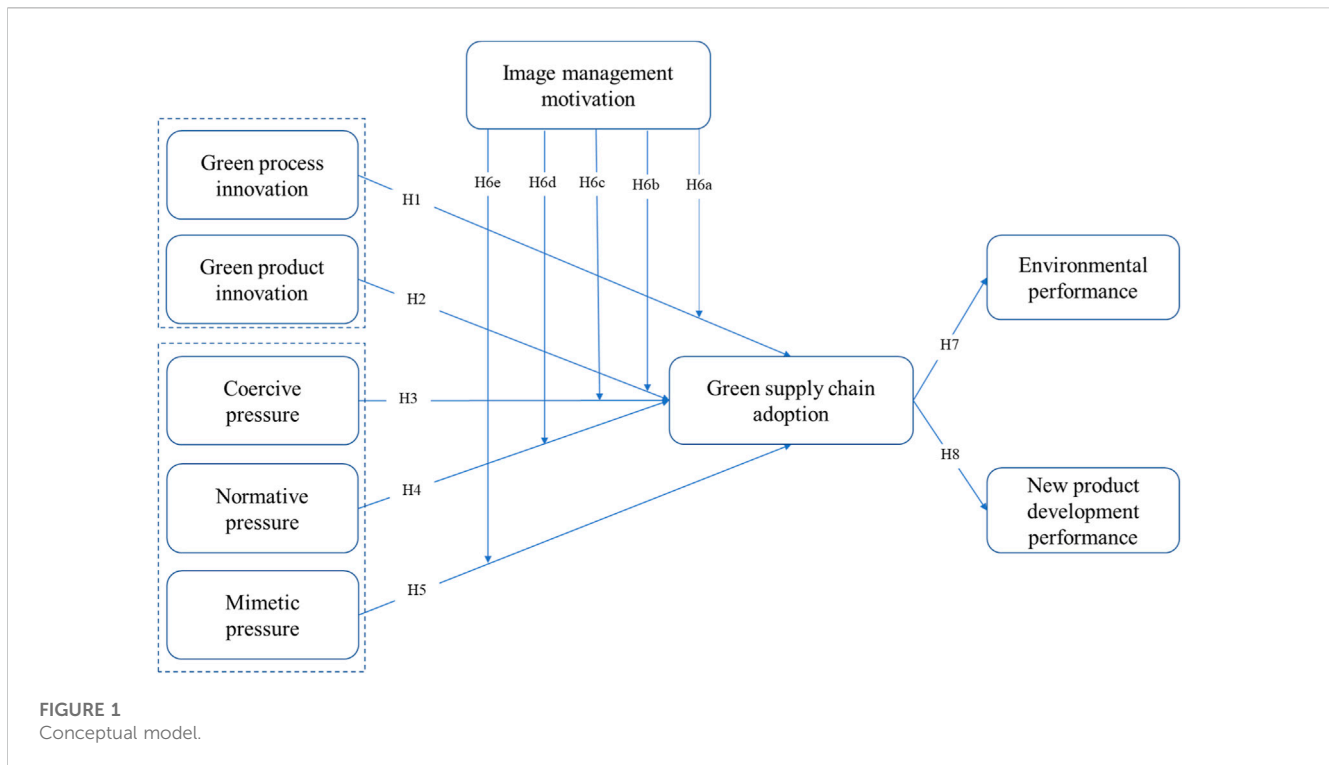 Image management
motivation
Green process
innovation
H6e
H6d
H6c
H6b
H6a
H1
Green product
innovation
H2
Environmental
performance
H7
Coercive
pressure
H3
Green supply chain
adoption
H8
Normative
pressure
H4
New product
development
performance
Mimetic
pressure
H5
FIGURE 1
Conceptual model.